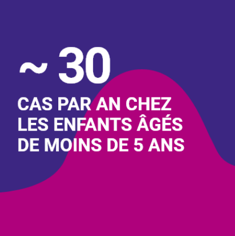 ~ 30
CAS PAR AN CHEZ
LES ENFANTS ÂGÉS
DE MOINS DE 5 ANS